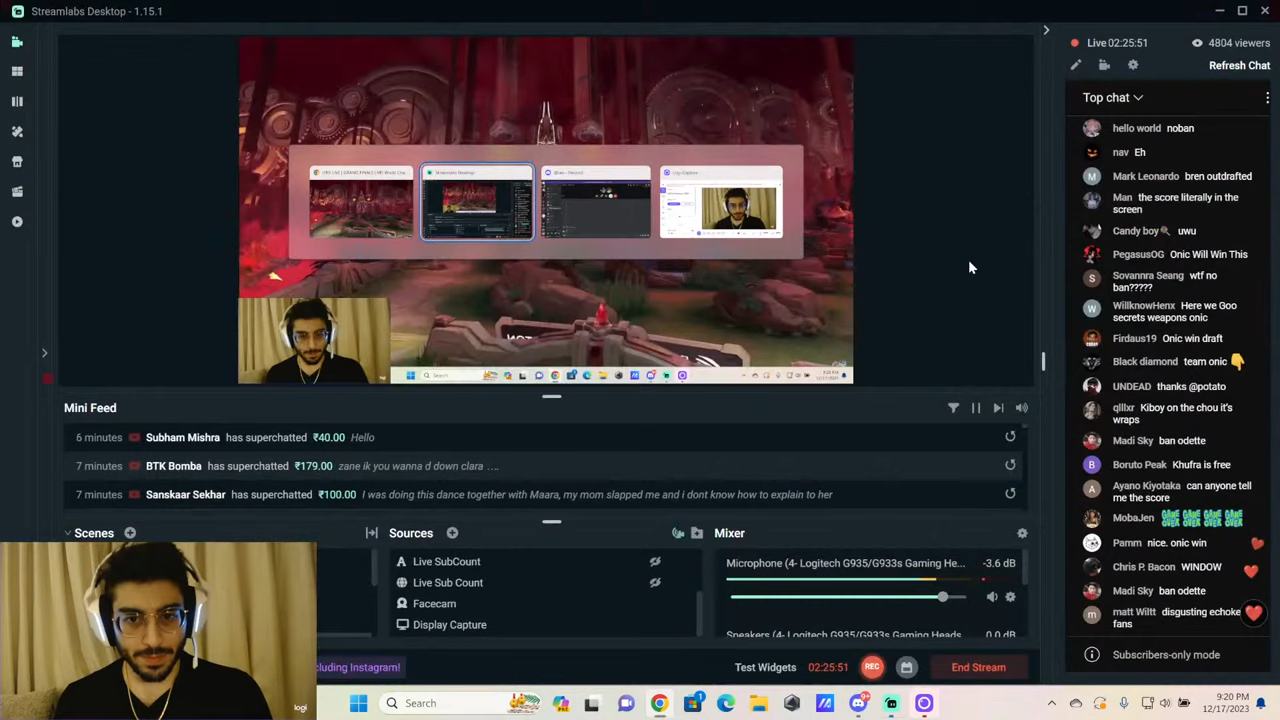 Streamlabs Desktop - 1.15.1
Live 02:25:51
4804 viewers
Refresh Chat
Top chat
hello world noban
nav Eh
Mark Leonardo bren outdrafted
the score literally in the
screen
uwu
PegasusOG Onic Will Win This
Sovannra Seang wtf no
ban?????
WillknowHenx Here we Goo
secrets weapons onic
Firdaus19 Onic win draft
Black diamond team onic 👇
UNDEAD thanks @potato
qlllxr Kiboy on the chou it's
wraps
Madi Sky ban odette
Boruto Peak Khufra is free
Ayano Kiyotaka can anyone tell
me the score
MobaJen
Pamm nice. onic win
Chris P. Bacon WINDOW
Madi Sky ban odette
matt Wiltt disgusting echoke
fans
Subscribers-only mode
Streamlabs Desktop
Search
Mini Feed
6 minutes Subham Mishra has superchatted ₹40.00 Hello
7 minutes BTK Bomba has superchatted ₹179.00 zane ik you wanna d down clara ....
7 minutes Sanskaar Sekhar has superchatted ₹100.00 I was doing this dance together with Maara, my mom slapped me and i dont know how to explain to her
Scenes
Sources
Mixer
Live SubCount
Live Sub Count
Facecam
Display Capture
Microphone (4- Logitech G935/G933s Gaming He... -3.6 dB
Speakers (4- Logitech G935/G933s Gaming Heads... 0.0 dB
cluding Instagram!
Test Widgets
02:25:51
REC
End Stream
logi
Search
9:20 PM
12/17/2023